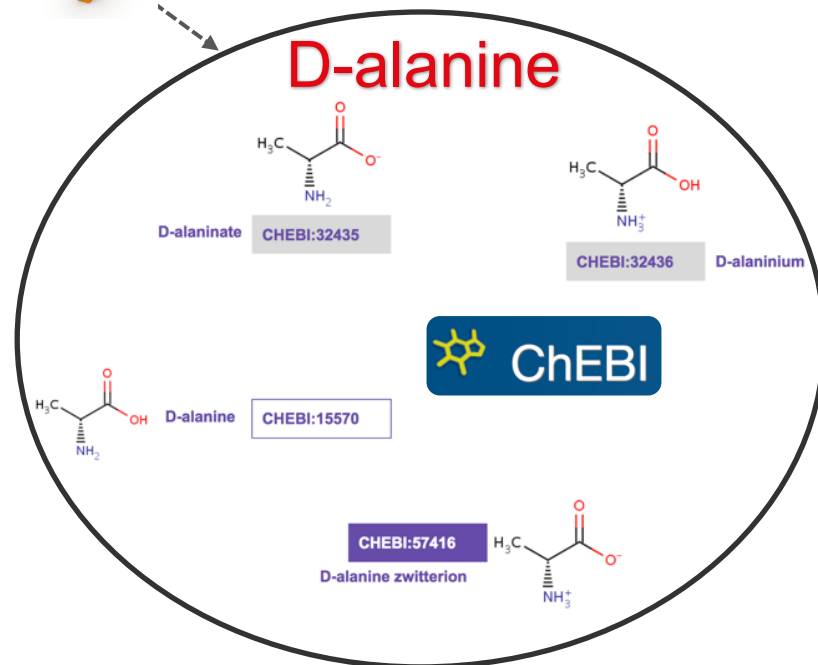 D-alanine
O
H₃C
O⁻
NH₂
D-alaninate
CHEBI:32435
O
H₃C
OH
NH₃⁺
CHEBI:32436
D-alaninium
ChEBI
O
H₃C
OH
NH₂
D-alanine
CHEBI:15570
O
CHEBI:57416
H₃C
O⁻
NH₃⁺
D-alanine zwitterion